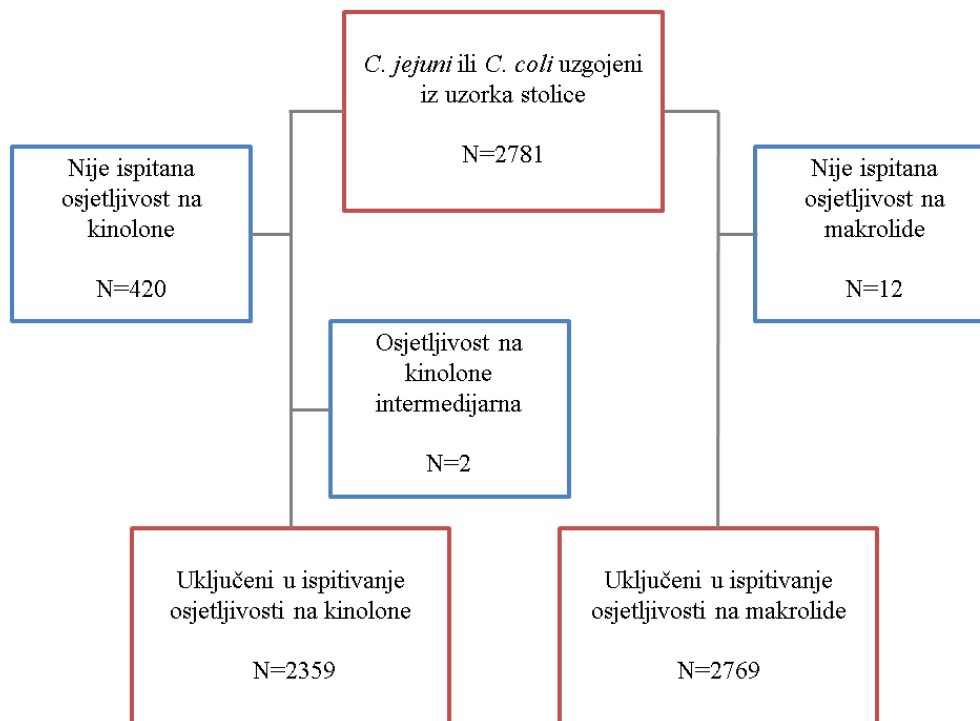 C. jejuni ili C. coli uzgojeni
iz uzorka stolice
N=2781
Nije ispitana
osjetljivost na
kinolone
N=420
Nije ispitana
osjetljivost na
makrolide
N=12
Osjetljivost na
kinolone
intermedijarna
N=2
Uključeni u ispitivanje
osjetljivosti na kinolone
N=2359
Uključeni u ispitivanje
osjetljivosti na makrolide
N=2769